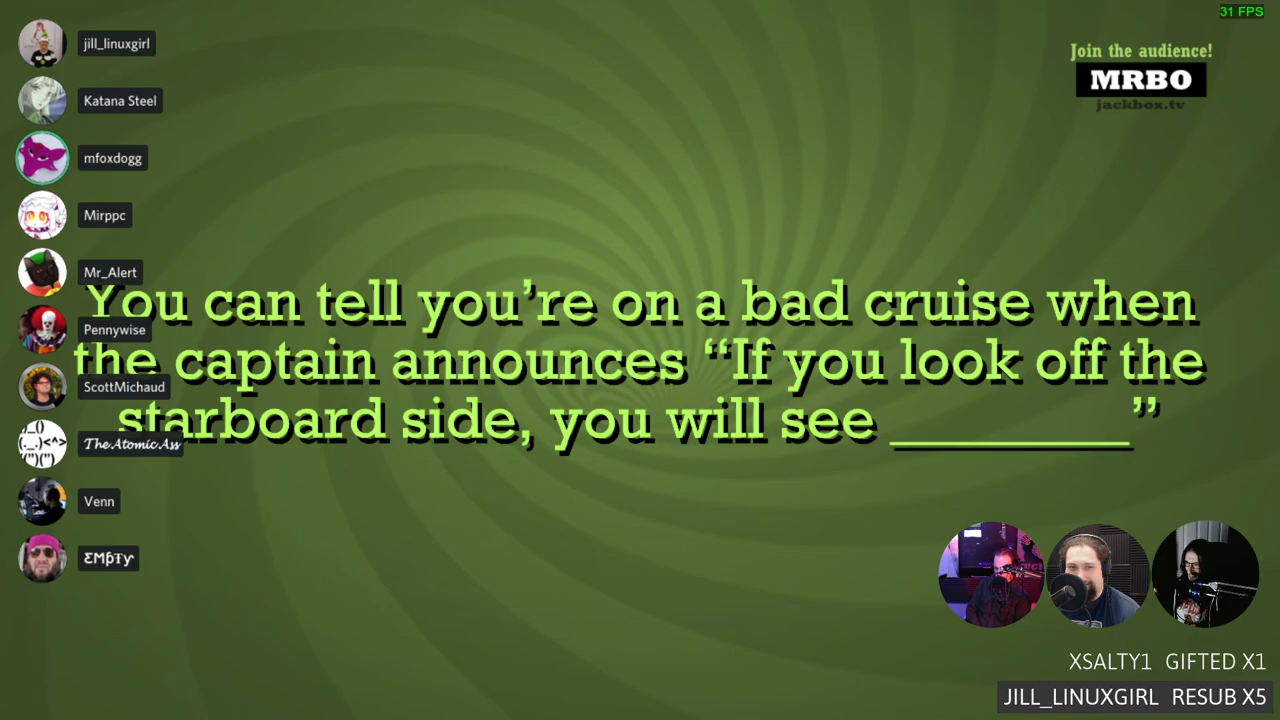 31 FPS
jill_linuxgirl
Join the audience!
MRBO
jackbox.tv
Katana Steel
mfoxdogg
Mirppc
Mr_Alert
You can tell you’re on a bad cruise when
Pennywise
the captain announces “If you look off the
ScottMichaud
starboard side, you will see ________”
TheAtomicAss
Venn
ΣMβŦƴ
XSALTY1 GIFTED X1
JILL_LINUXGIRL RESUB X5